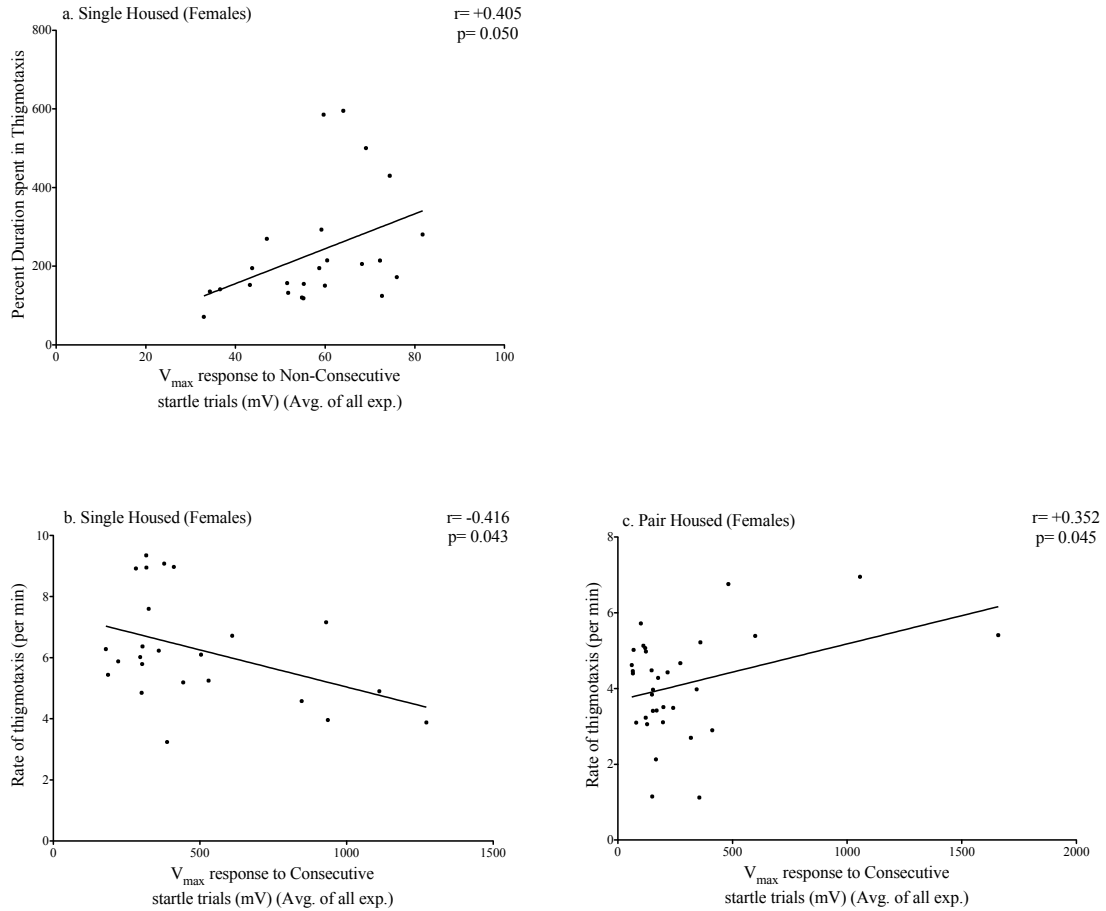 a. Single Housed (Females)
r= +0.405
p= 0.050
Percent Duration spent in Thigmotaxis
800
600
400
200
0
0 20 40 60 80 100
Vmax response to Non-Consecutive
startle trials (mV) (Avg. of all exp.)
b. Single Housed (Females)
r= -0.416
p= 0.043
Rate of thigmotaxis (per min)
10
8
6
4
2
0
0 500 1000 1500
Vmax response to Consecutive
startle trials (mV) (Avg. of all exp.)
c. Pair Housed (Females)
r= +0.352
p= 0.045
Rate of thigmotaxis (per min)
8
6
4
2
0
0 500 1000 1500 2000
Vmax response to Consecutive
startle trials (mV) (Avg. of all exp.)